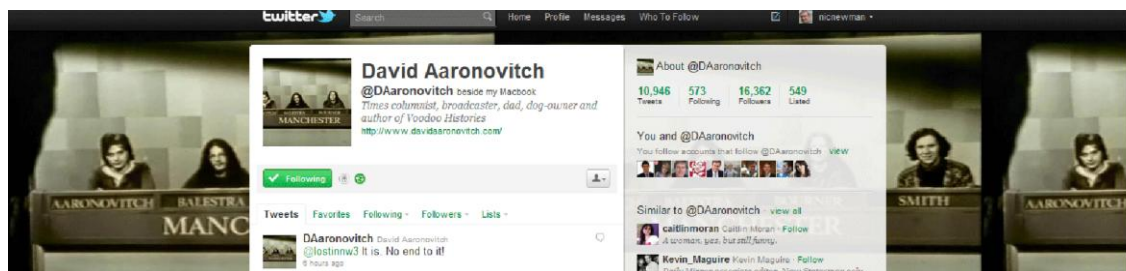 twitter Search Home Profile Messages Who To Follow nicnewman
David Aaronovitch
@DAaronovitch beside my Macbook
Times columnist, broadcaster, dad, dog-owner and
author of Voodoo Histories
http://www.davidaaronovitch.com/
MANCHESTER
Following
Tweets Favorites Following Followers Lists
DAaronovitch David Aaronovitch
@lostinnw3 It is. No end to it!
6 hours ago
About @DAaronovitch
10,946 573 16,362 549
Tweets Following Followers Listed
You and @DAaronovitch
You follow accounts that follow @DAaronovitch · view
Similar to @DAaronovitch · view all
caitlinmoran Caitlin Moran · Follow
A woman, yes, but still funny.
Kevin_Maguire Kevin Maguire · Follow
AARONOVITCH BALESTRA
MANC
SMITH
AARONOVITCH